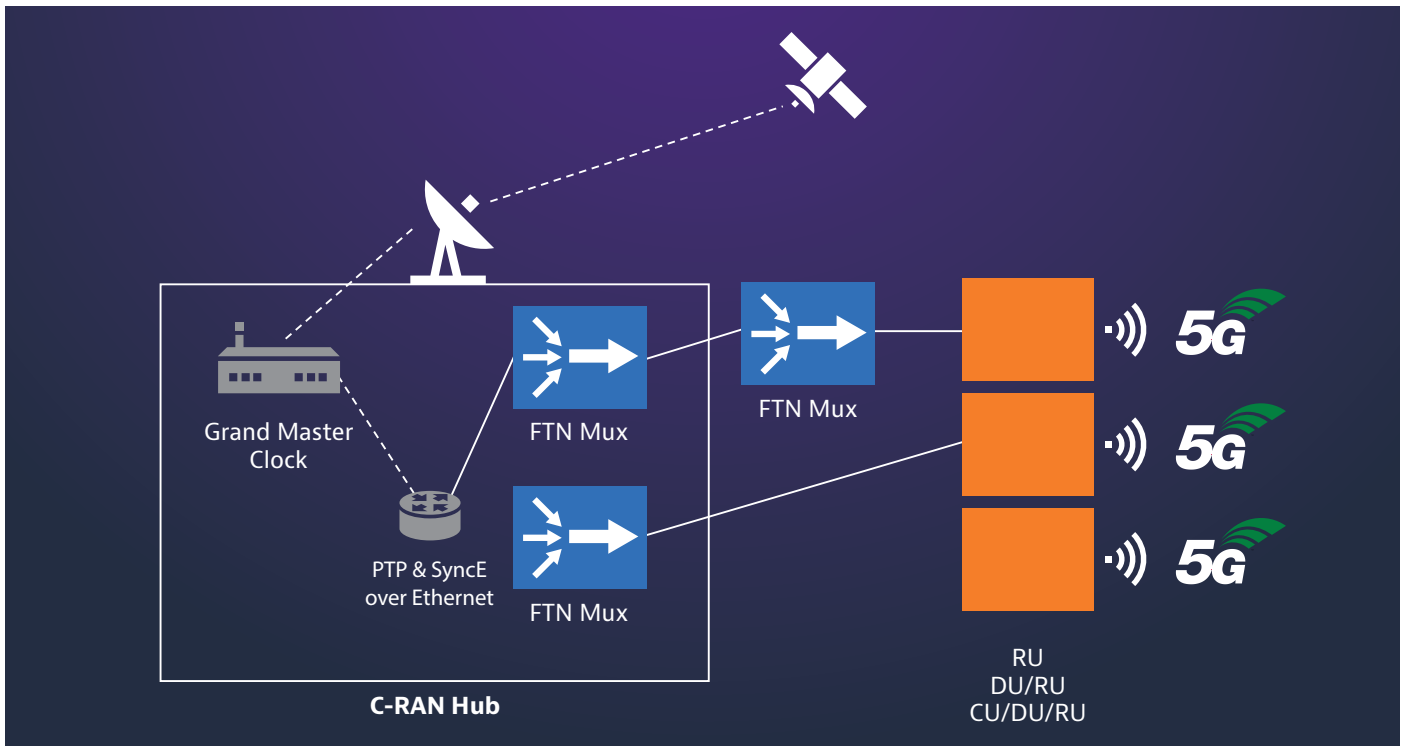 Grand Master
Clock
FTN Mux
FTN Mux
5G
PTP & SyncE
over Ethernet
FTN Mux
5G
5G
C-RAN Hub
RU
DU/RU
CU/DU/RU